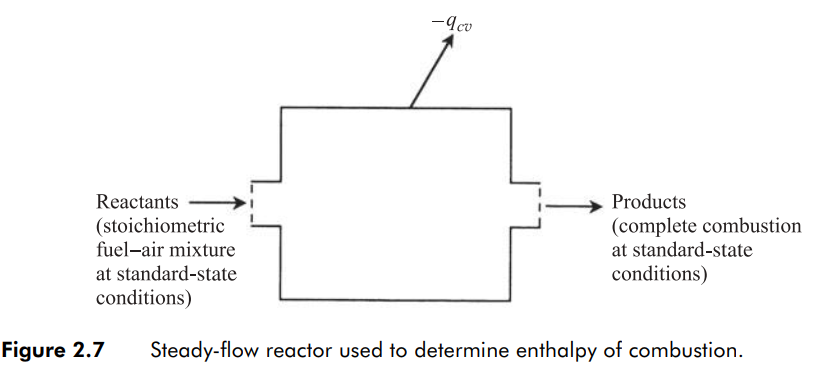 −q_cv
Reactants
(stoichiometric
fuel–air mixture
at standard-state
conditions)
Products
(complete combustion
at standard-state
conditions)
Figure 2.7 Steady-flow reactor used to determine enthalpy of combustion.